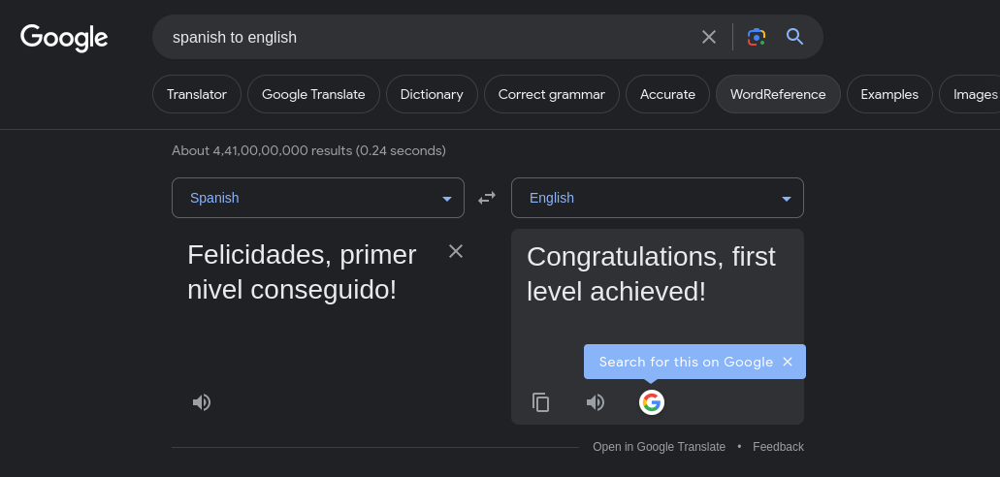 Google
spanish to english
Translator Google Translate Dictionary Correct grammar Accurate WordReference Examples Images
About 4,41,00,00,000 results (0.24 seconds)
Spanish English
Felicidades, primer
nivel conseguido!
Congratulations, first
level achieved!
Search for this on Google
Open in Google Translate • Feedback